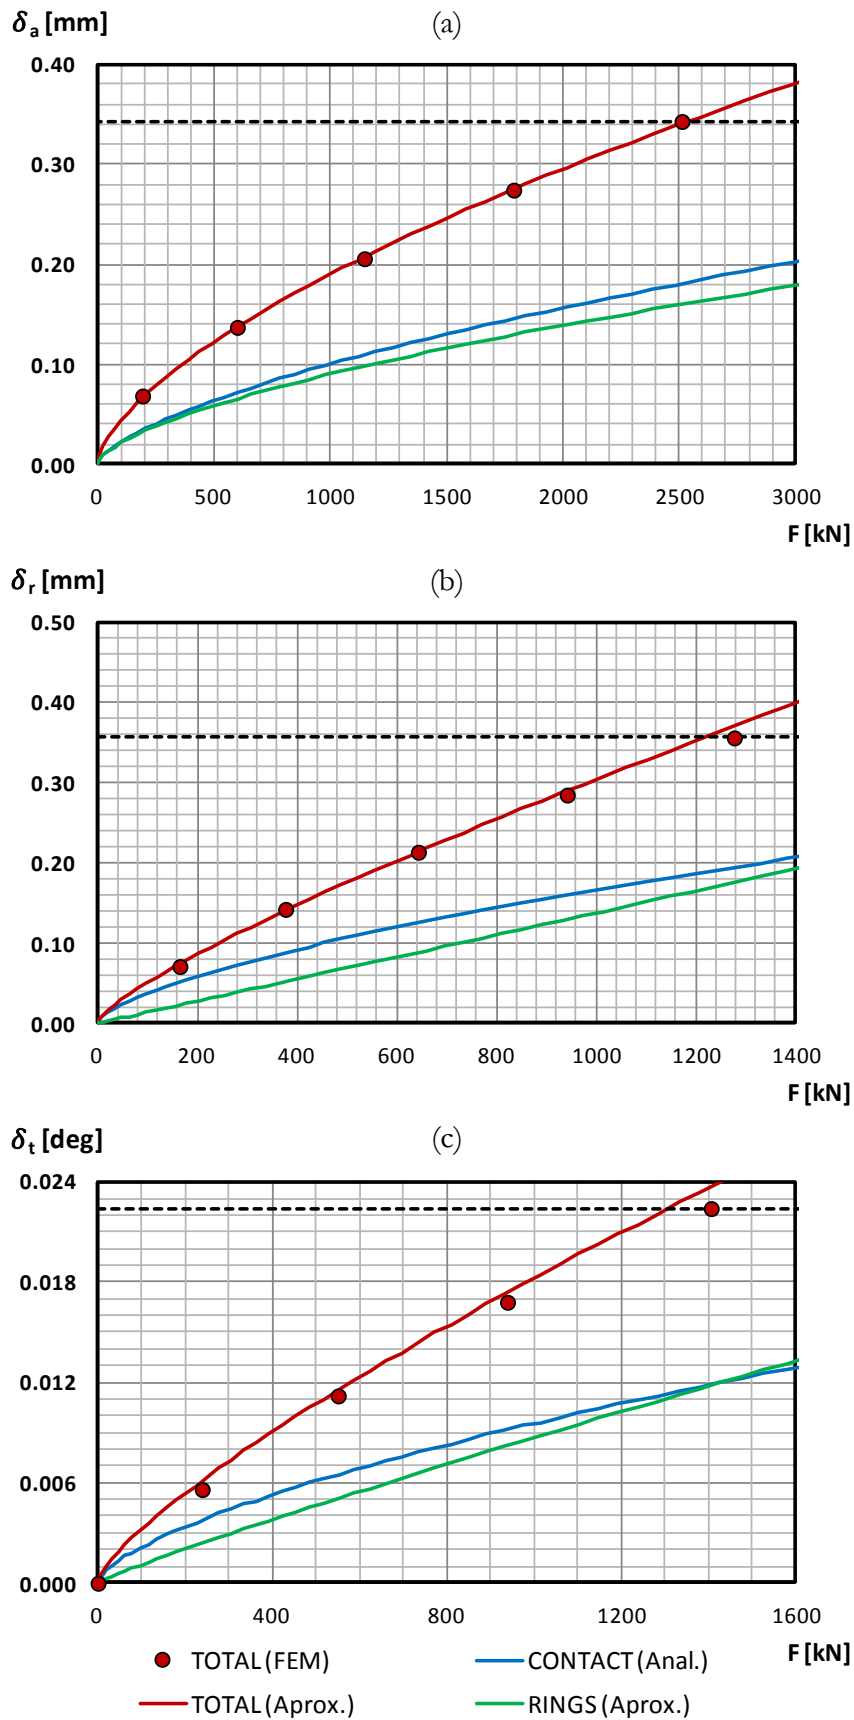 δa [mm]
(a)
0.40
0.30
0.20
0.10
0.00
0 500 1000 1500 2000 2500 3000
F [kN]
δr [mm]
(b)
0.50
0.40
0.30
0.20
0.10
0.00
0 200 400 600 800 1000 1200 1400
F [kN]
δt [deg]
(c)
0.024
0.018
0.012
0.006
0.000
0 400 800 1200 1600
F [kN]
TOTAL (FEM)
CONTACT (Anal.)
TOTAL (Aprox.)
RINGS (Aprox.)